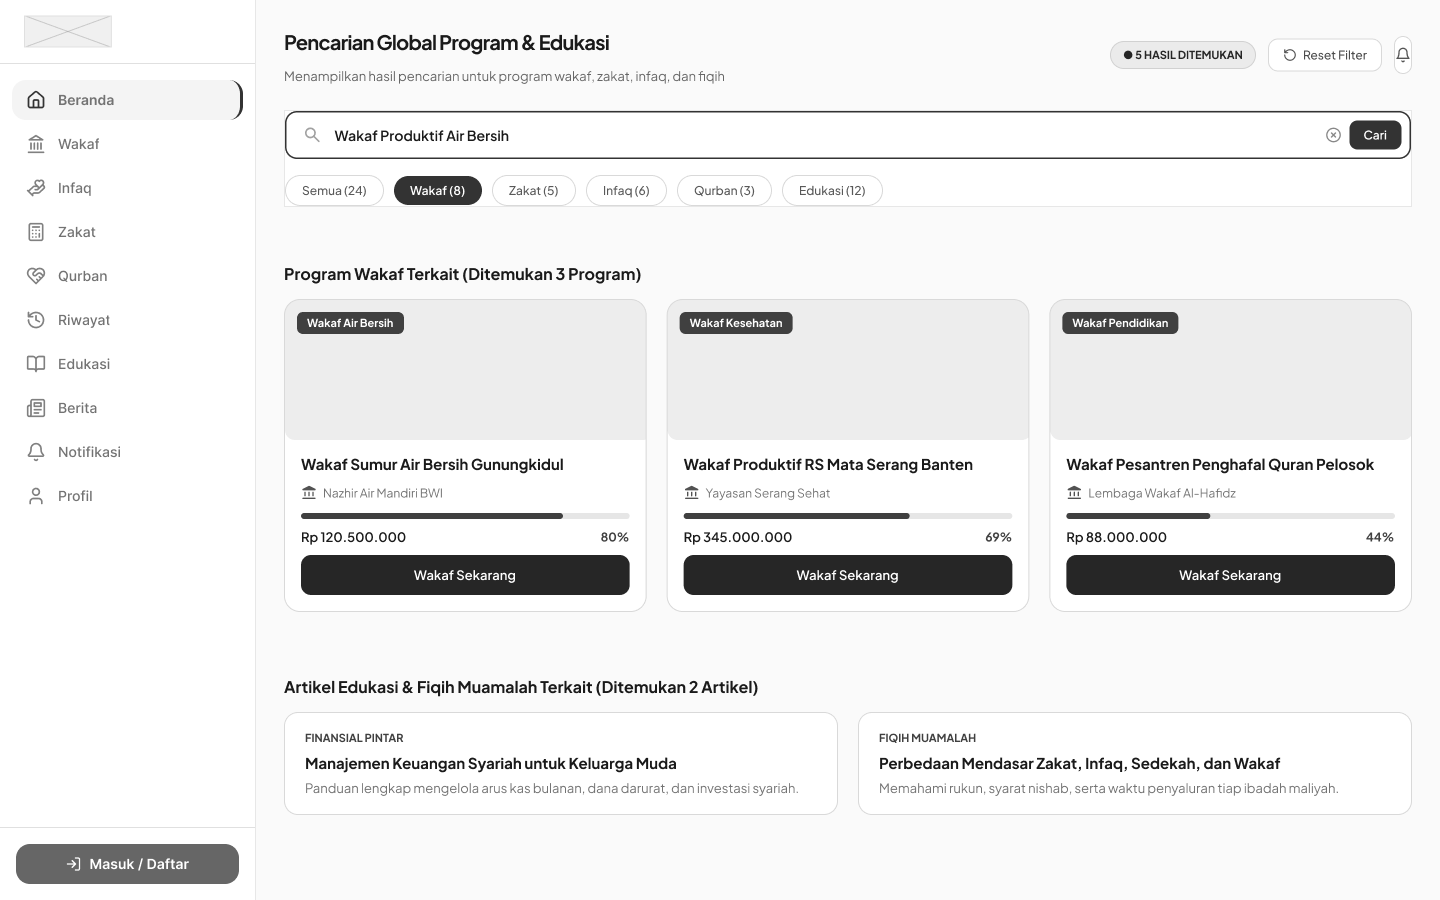 Beranda
Wakaf
Infaq
Zakat
Qurban
Riwayat
Edukasi
Berita
Notifikasi
Profil
Masuk / Daftar
Pencarian Global Program & Edukasi
Menampilkan hasil pencarian untuk program wakaf, zakat, infaq, dan fiqih
5 HASIL DITEMUKAN
Reset Filter
Wakaf Produktif Air Bersih
Cari
Semua (24)
Wakaf (8)
Zakat (5)
Infaq (6)
Qurban (3)
Edukasi (12)
Program Wakaf Terkait (Ditemukan 3 Program)
Wakaf Air Bersih
Wakaf Sumur Air Bersih Gunungkidul
Nazhir Air Mandiri BWI
Rp 120.500.000 80%
Wakaf Sekarang
Wakaf Kesehatan
Wakaf Produktif RS Mata Serang Banten
Yayasan Serang Sehat
Rp 345.000.000 69%
Wakaf Sekarang
Wakaf Pendidikan
Wakaf Pesantren Penghafal Quran Pelosok
Lembaga Wakaf Al-Hafidz
Rp 88.000.000 44%
Wakaf Sekarang
Artikel Edukasi & Fiqih Muamalah Terkait (Ditemukan 2 Artikel)
FINANSIAL PINTAR
Manajemen Keuangan Syariah untuk Keluarga Muda
Panduan lengkap mengelola arus kas bulanan, dana darurat, dan investasi syariah.
FIQIH MUAMALAH
Perbedaan Mendasar Zakat, Infaq, Sedekah, dan Wakaf
Memahami rukun, syarat nishab, serta waktu penyaluran tiap ibadah maliyah.